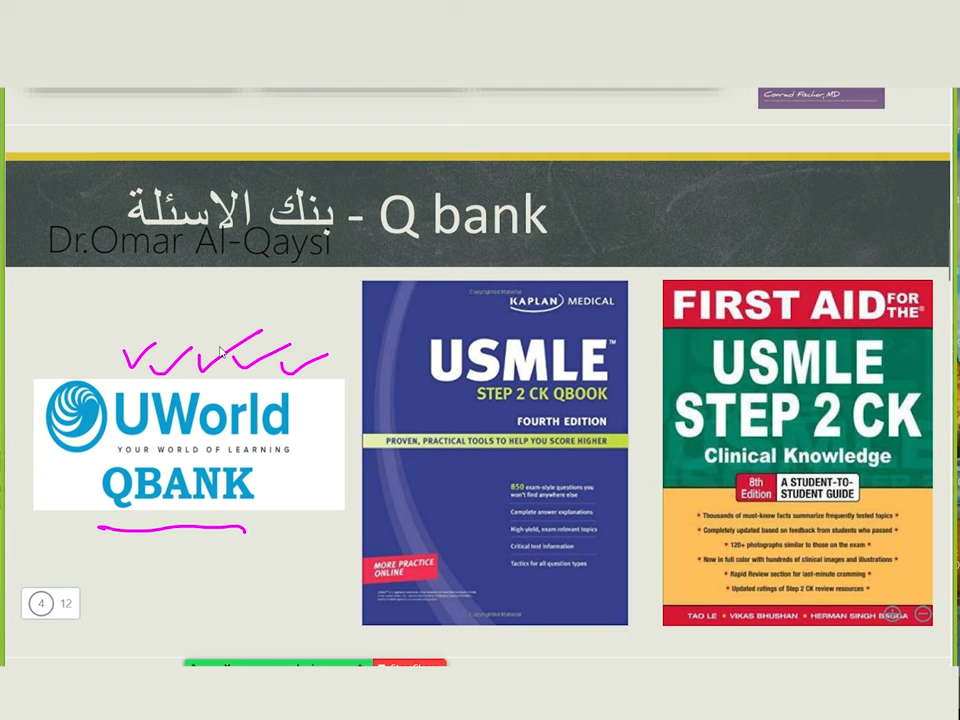 Conrad Fischer, MD
بنك الاسئلة - Q bank
Dr.Omar Al-Qaysi
UWorld
YOUR WORLD OF LEARNING
QBANK
Copyrighted Material
KAPLAN MEDICAL
USMLE™
STEP 2 CK QBOOK
FOURTH EDITION
PROVEN, PRACTICAL TOOLS TO HELP YOU SCORE HIGHER
850 exam-style questions you
won't find anywhere else
Complete answer explanations
High-yield, exam-relevant topics
Critical test information
Tactics for all question types
MORE PRACTICE
ONLINE
Copyrighted Material
FIRST AID FOR THE®
USMLE
STEP 2 CK
Clinical Knowledge
8th Edition
A STUDENT-TO-
STUDENT GUIDE
* Thousands of must-know facts summarize frequently tested topics *
* Completely updated based on feedback from students who passed *
* 120+ photographs similar to those on the exam *
* Now in full color with hundreds of clinical images and illustrations *
* Rapid Review section for last-minute cramming *
* Updated ratings of Step 2 CK review resources *
TAO LE • VIKAS BHUSHAN • HERMAN SINGH BAGGA
4 12